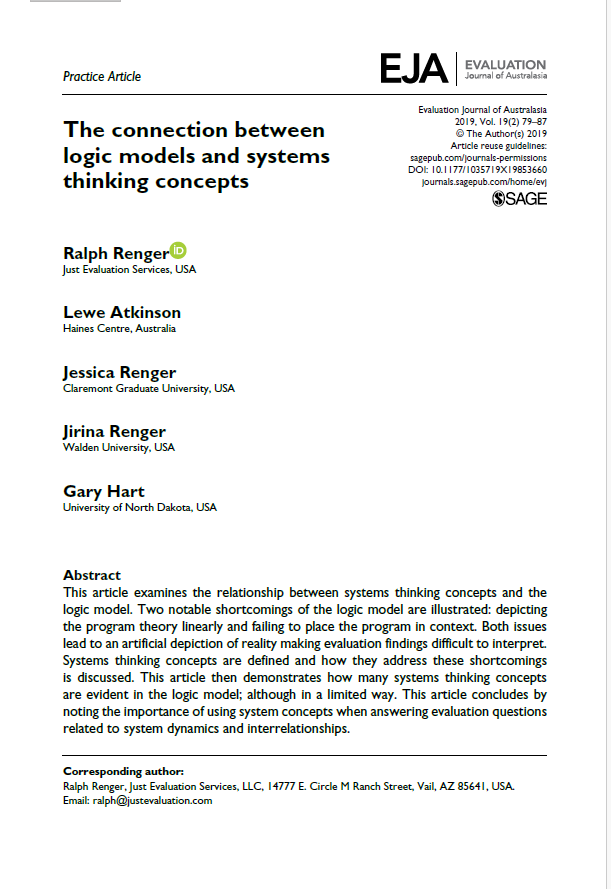 Practice Article
EJA
EVALUATION
Journal of Australasia
Evaluation Journal of Australasia
2019, Vol. 19(2) 79–87
© The Author(s) 2019
Article reuse guidelines:
sagepub.com/journals-permissions
DOI: 10.1177/1035719X19853660
journals.sagepub.com/home/evj
SAGE
The connection between
logic models and systems
thinking concepts
Ralph Renger iD
Just Evaluation Services, USA
Lewe Atkinson
Haines Centre, Australia
Jessica Renger
Claremont Graduate University, USA
Jirina Renger
Walden University, USA
Gary Hart
University of North Dakota, USA
Abstract
This article examines the relationship between systems thinking concepts and the
logic model. Two notable shortcomings of the logic model are illustrated: depicting
the program theory linearly and failing to place the program in context. Both issues
lead to an artificial depiction of reality making evaluation findings difficult to interpret.
Systems thinking concepts are defined and how they address these shortcomings
is discussed. This article then demonstrates how many systems thinking concepts
are evident in the logic model; although in a limited way. This article concludes by
noting the importance of using system concepts when answering evaluation questions
related to system dynamics and interrelationships.
Corresponding author:
Ralph Renger, Just Evaluation Services, LLC, 14777 E. Circle M Ranch Street, Vail, AZ 85641, USA.
Email: ralph@justevaluation.com